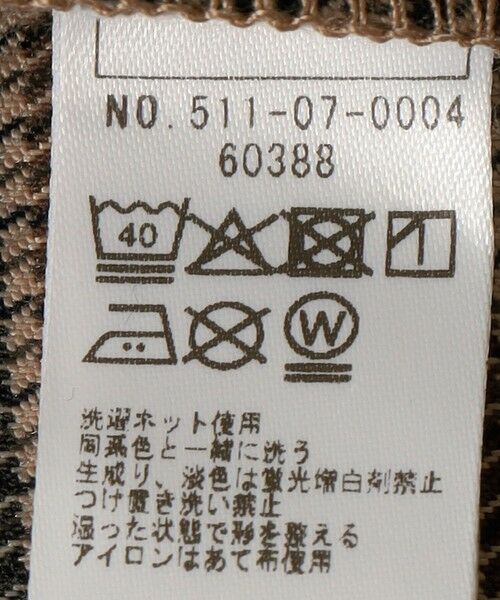 NO. 511-07-0004
60388
40
W
洗濯ネット使用
同系色と一緒に洗う
生成り、淡色は蛍光増白剤禁止
つけ置き洗い禁止
湿った状態で形を整える
アイロンはあて布使用